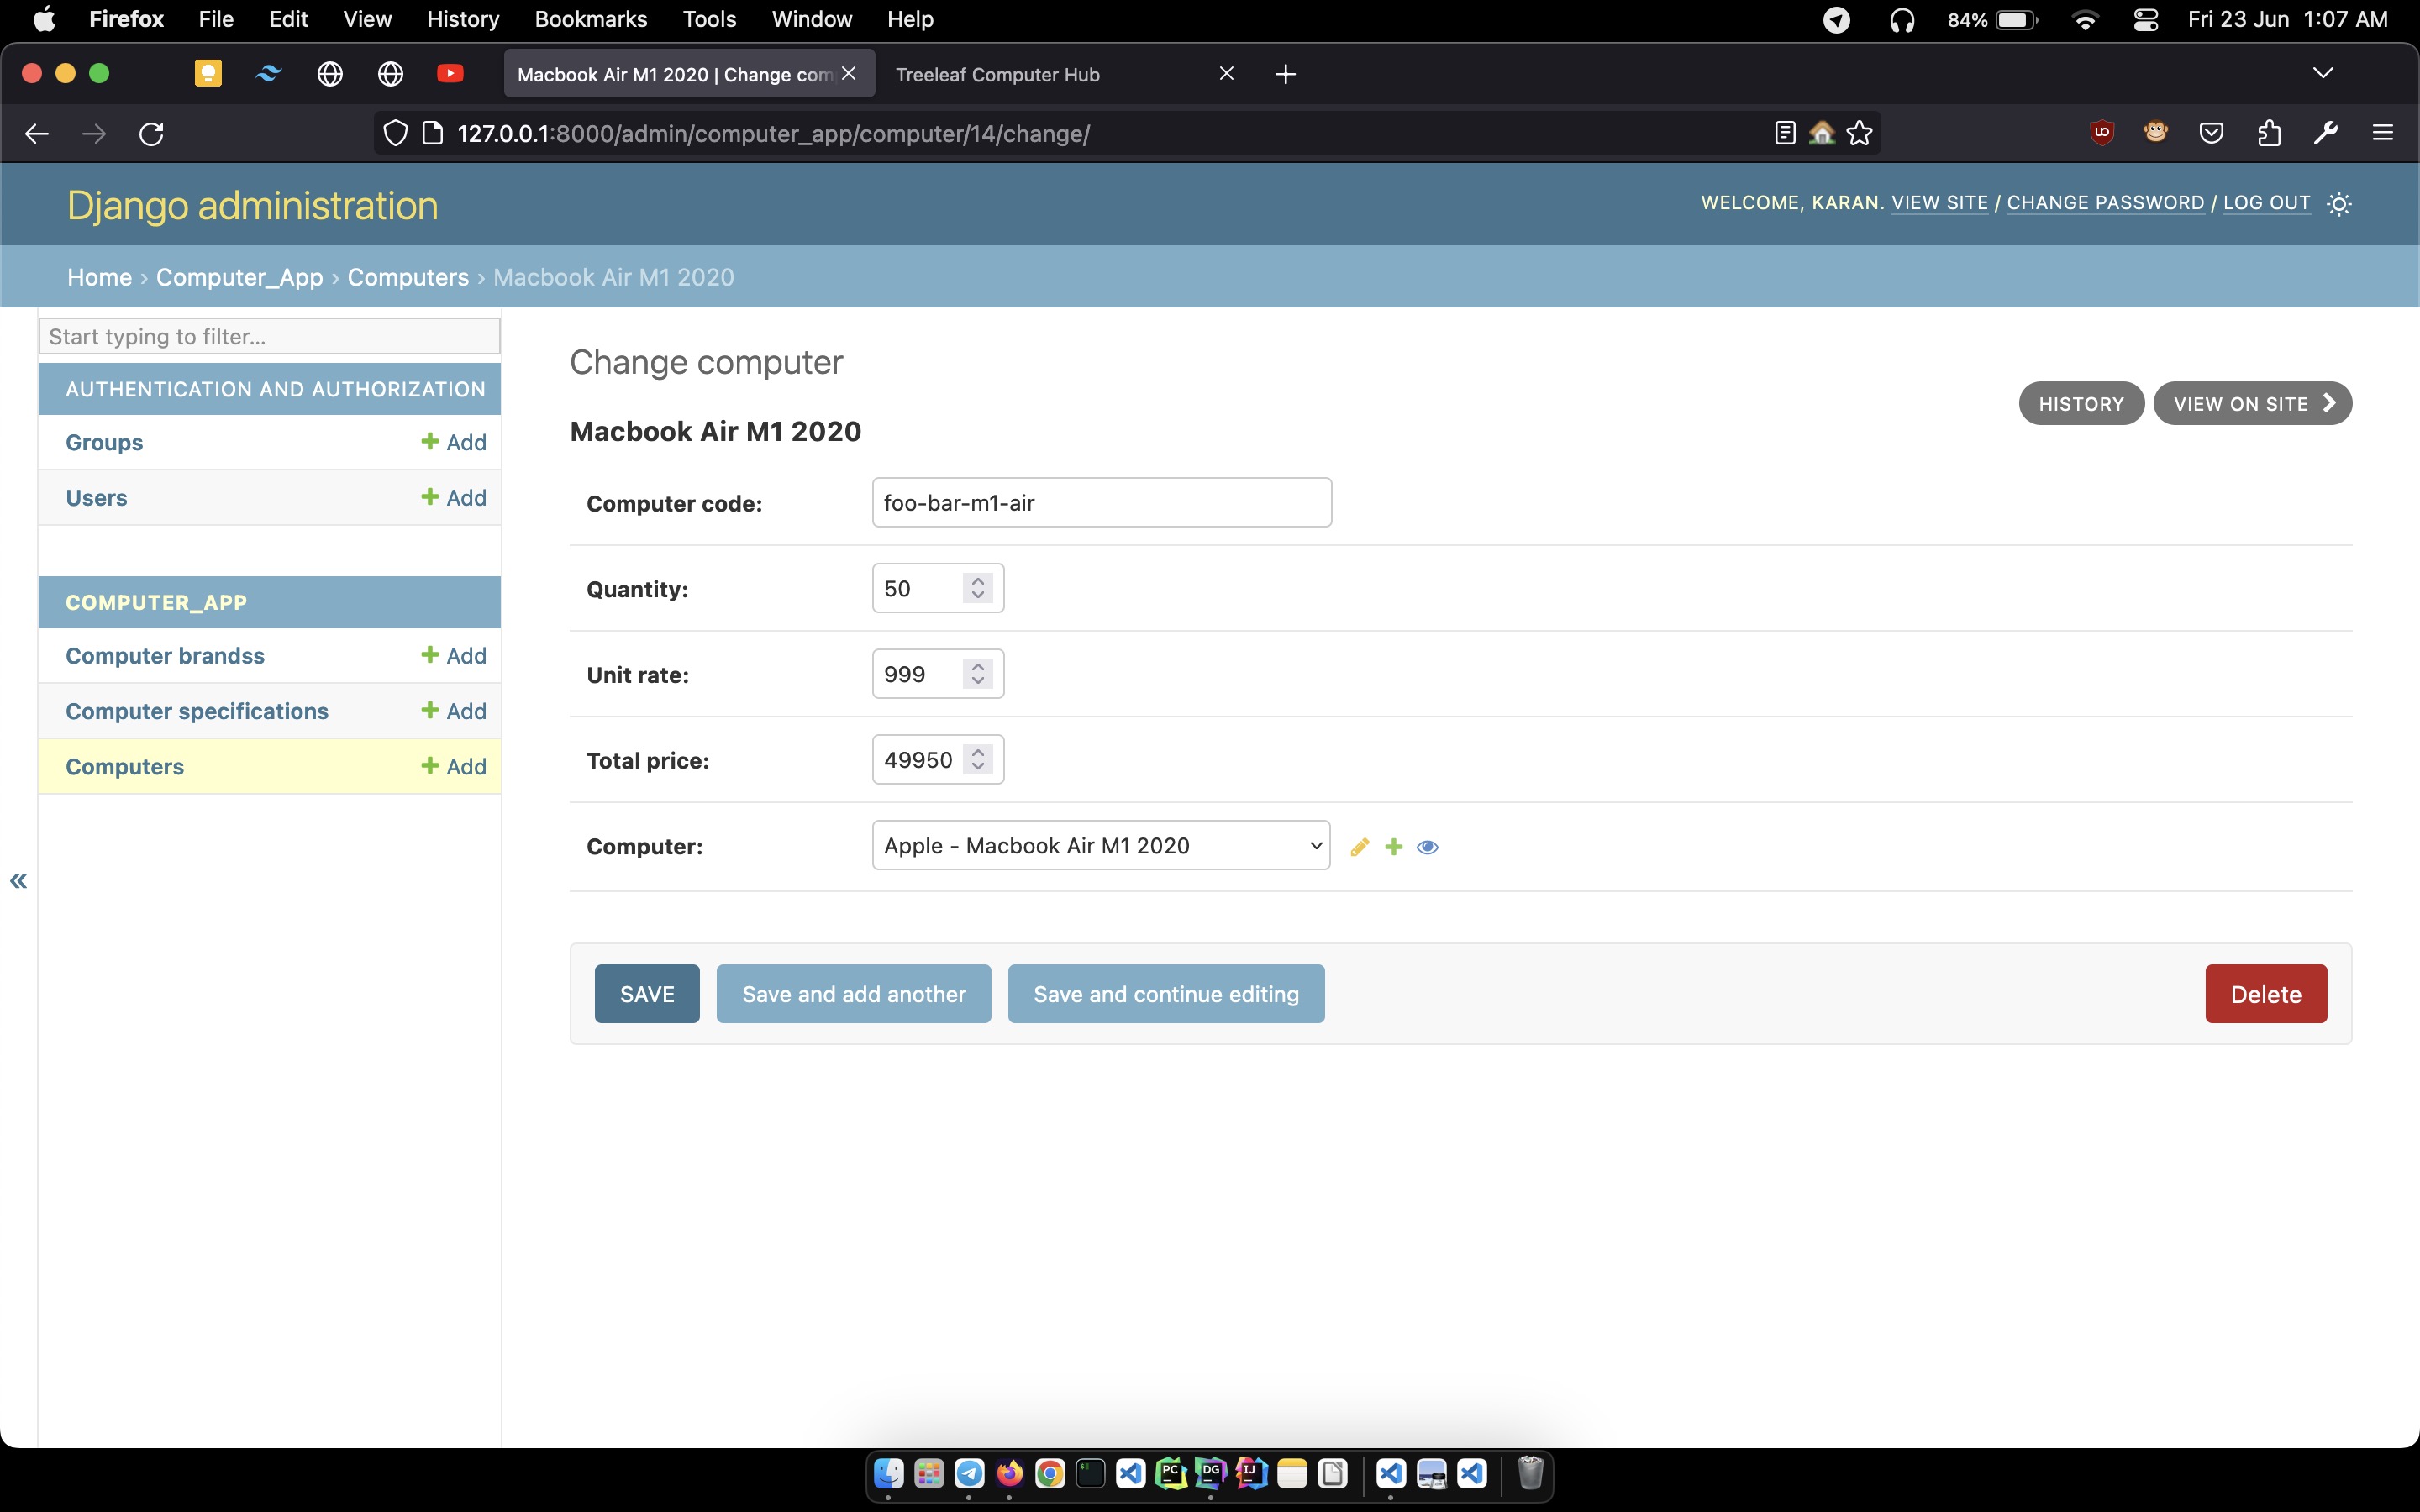 Firefox File Edit View History Bookmarks Tools Window Help 84% Fri 23 Jun 1:07 AM
Macbook Air M1 2020 | Change com Treeleaf Computer Hub
127.0.0.1:8000/admin/computer_app/computer/14/change/
Django administration
WELCOME, KARAN. VIEW SITE / CHANGE PASSWORD / LOG OUT
Home › Computer_App › Computers › Macbook Air M1 2020
Start typing to filter...
AUTHENTICATION AND AUTHORIZATION
Groups Add
Users Add
COMPUTER_APP
Computer brandss Add
Computer specifications Add
Computers Add
«
Change computer
HISTORY VIEW ON SITE
Macbook Air M1 2020
Computer code: foo-bar-m1-air
Quantity: 50
Unit rate: 999
Total price: 49950
Computer: Apple - Macbook Air M1 2020
SAVE Save and add another Save and continue editing Delete
PC DG IJ